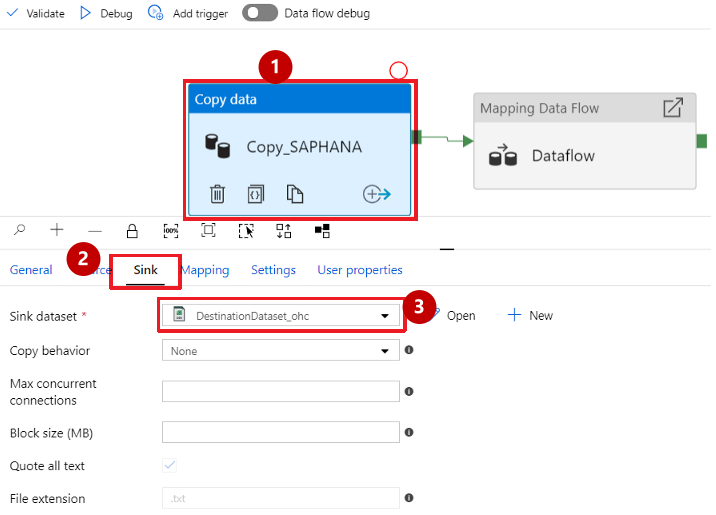 Validate Debug Add trigger Data flow debug
1
Copy data
Copy_SAPHANA
Mapping Data Flow
Dataflow
100%
2
General Sink Mapping Settings User properties
3
Sink dataset * DestinationDataset_ohc Open New
Copy behavior None
Max concurrent
connections
Block size (MB)
Quote all text
File extension .txt